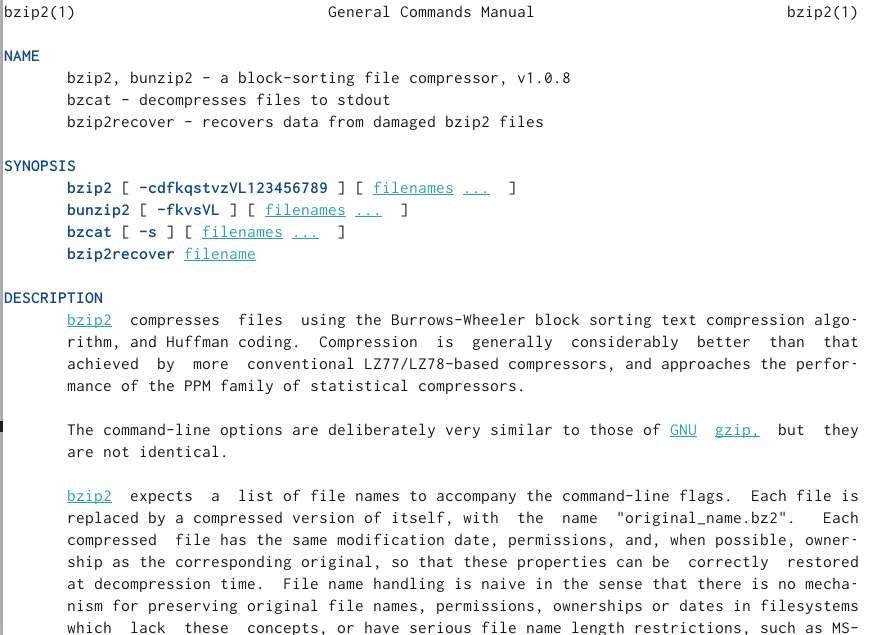 bzip2(1) General Commands Manual bzip2(1)
NAME
bzip2, bunzip2 − a block−sorting file compressor, v1.0.8
bzcat − decompresses files to stdout
bzip2recover − recovers data from damaged bzip2 files
SYNOPSIS
bzip2 [ −cdfkqstvzVL123456789 ] [ filenames ... ]
bunzip2 [ −fkvsVL ] [ filenames ... ]
bzcat [ −s ] [ filenames ... ]
bzip2recover filename
DESCRIPTION
bzip2 compresses files using the Burrows−Wheeler block sorting text compression algo‐
rithm, and Huffman coding. Compression is generally considerably better than that
achieved by more conventional LZ77/LZ78−based compressors, and approaches the perfor‐
mance of the PPM family of statistical compressors.
The command−line options are deliberately very similar to those of GNU gzip, but they
are not identical.
bzip2 expects a list of file names to accompany the command−line flags. Each file is
replaced by a compressed version of itself, with the name "original_name.bz2". Each
compressed file has the same modification date, permissions, and, when possible, owner‐
ship as the corresponding original, so that these properties can be correctly restored
at decompression time. File name handling is naive in the sense that there is no mecha‐
nism for preserving original file names, permissions, ownerships or dates in filesystems
which lack these concepts, or have serious file name length restrictions, such as MS−